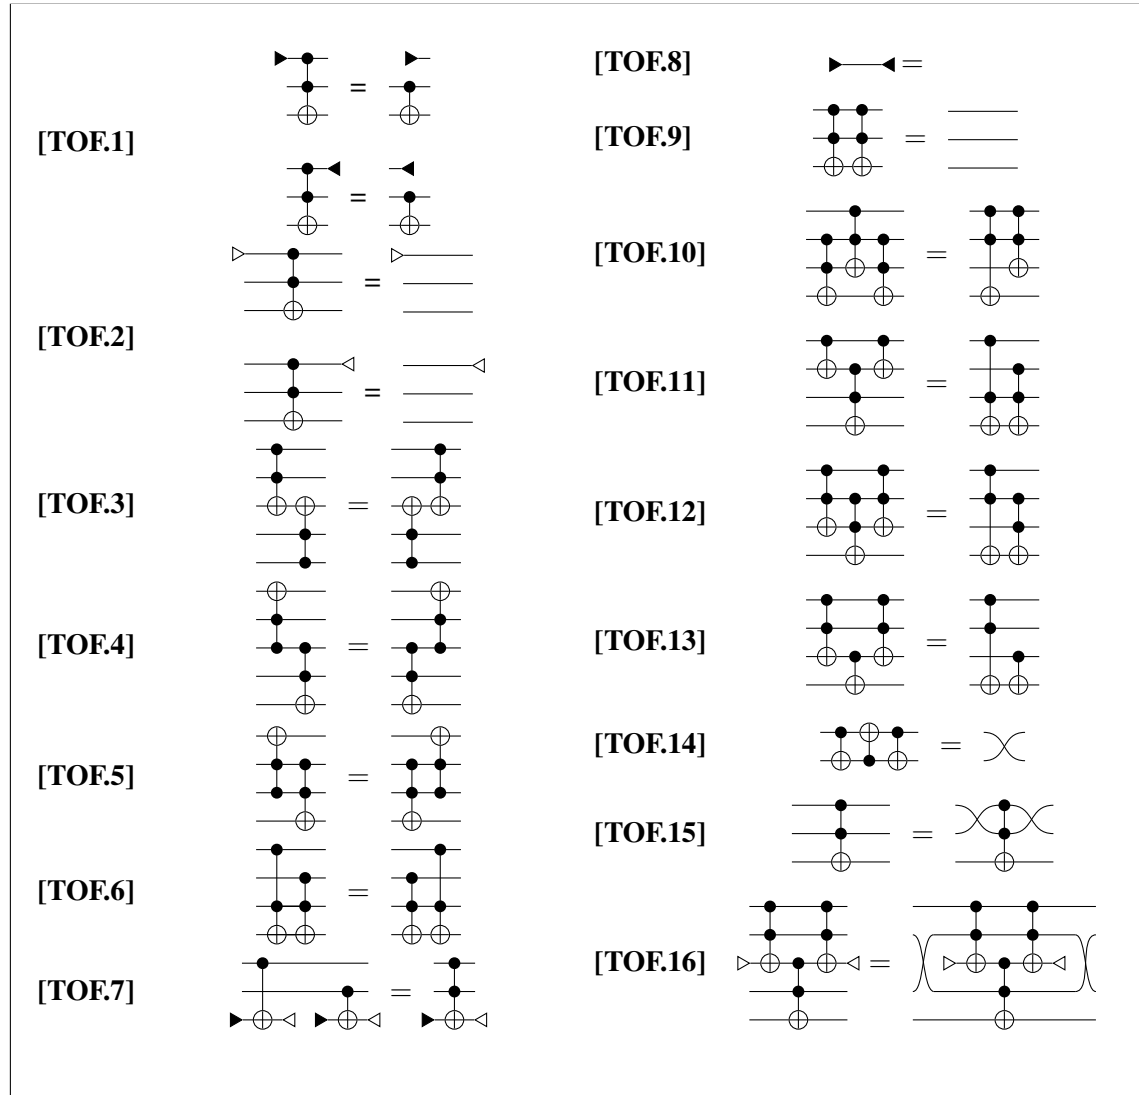 [TOF.1]
=
=
[TOF.2]
=
=
[TOF.3]
=
[TOF.4]
=
[TOF.5]
=
[TOF.6]
=
[TOF.7]
=
[TOF.8]
=
[TOF.9]
=
[TOF.10]
=
[TOF.11]
=
[TOF.12]
=
[TOF.13]
=
[TOF.14]
=
[TOF.15]
=
[TOF.16]
=